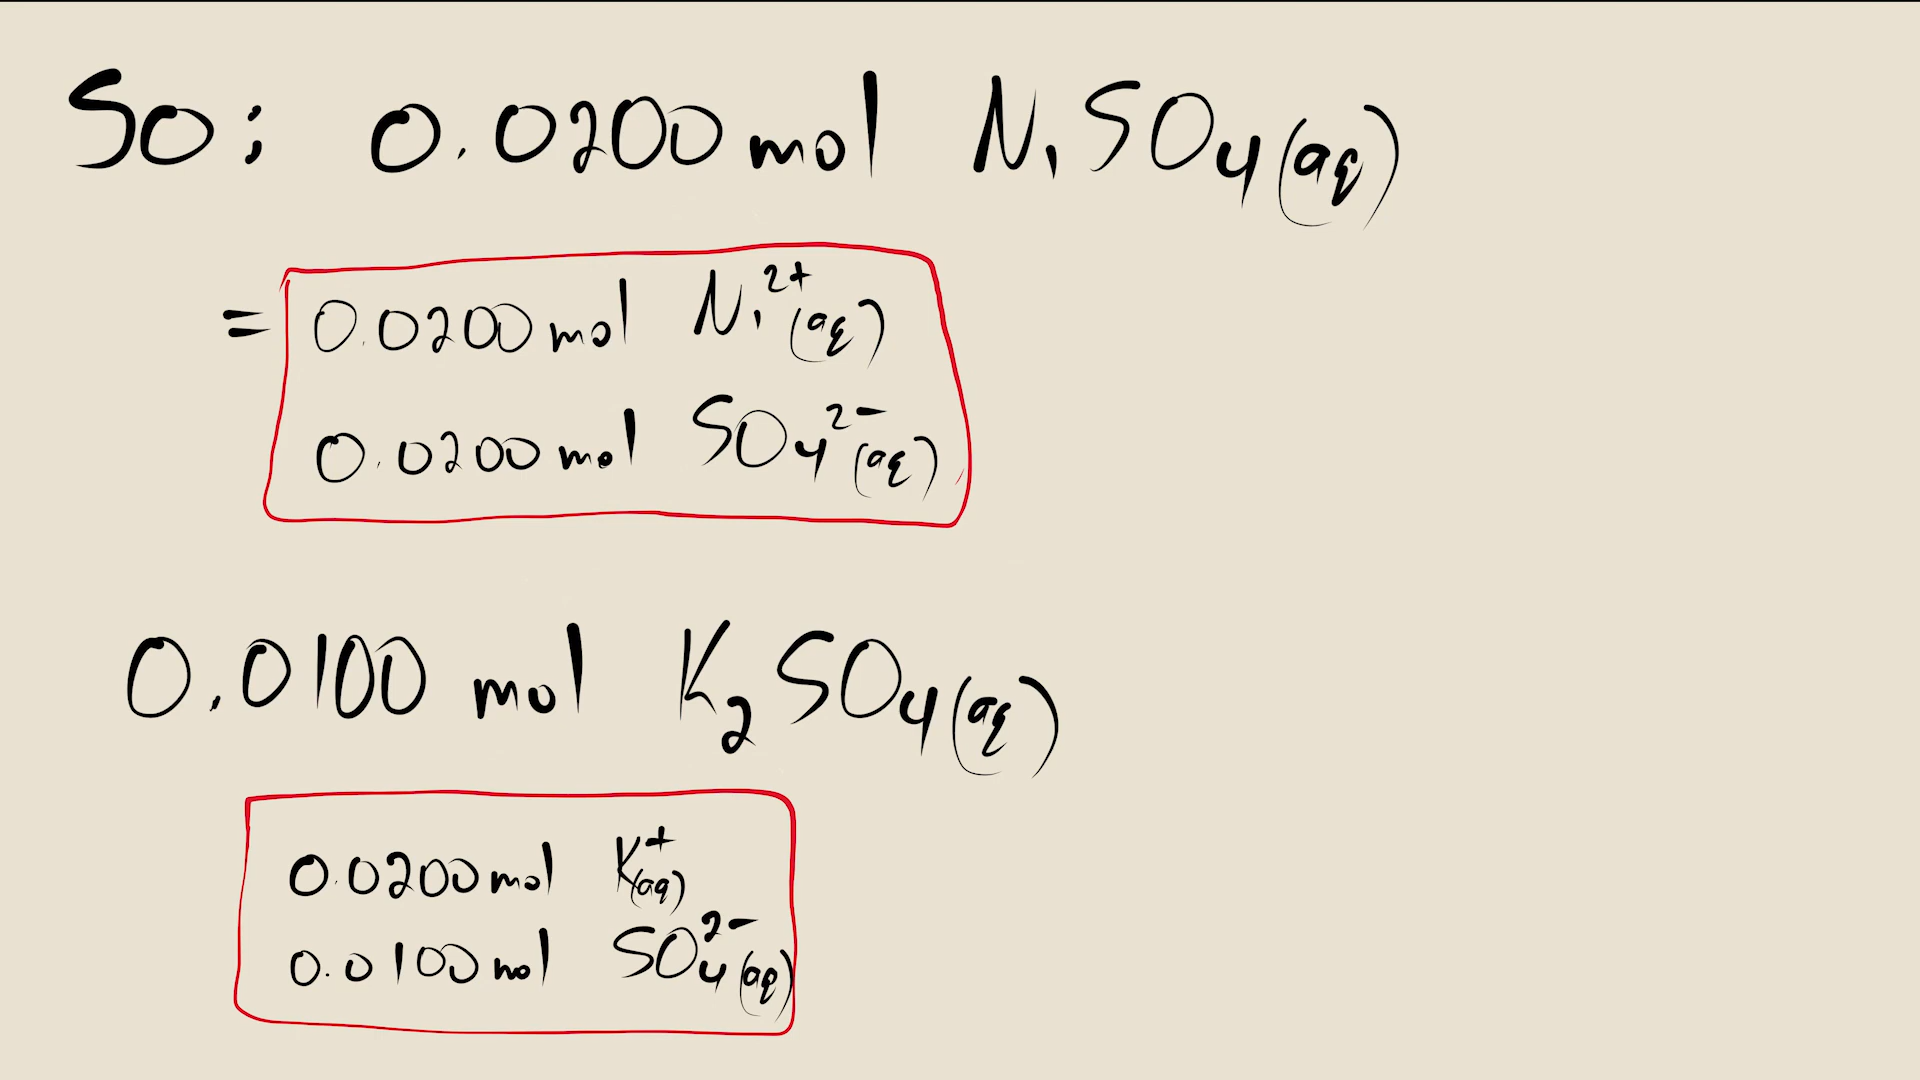 So: 0.0200 mol NiSO₄(aq)
= 0.0200 mol Ni²⁺(aq)
0.0200 mol SO₄²⁻(aq)
0.0100 mol K₂SO₄(aq)
0.0200 mol K⁺(aq)
0.0100 mol SO₄²⁻(aq)